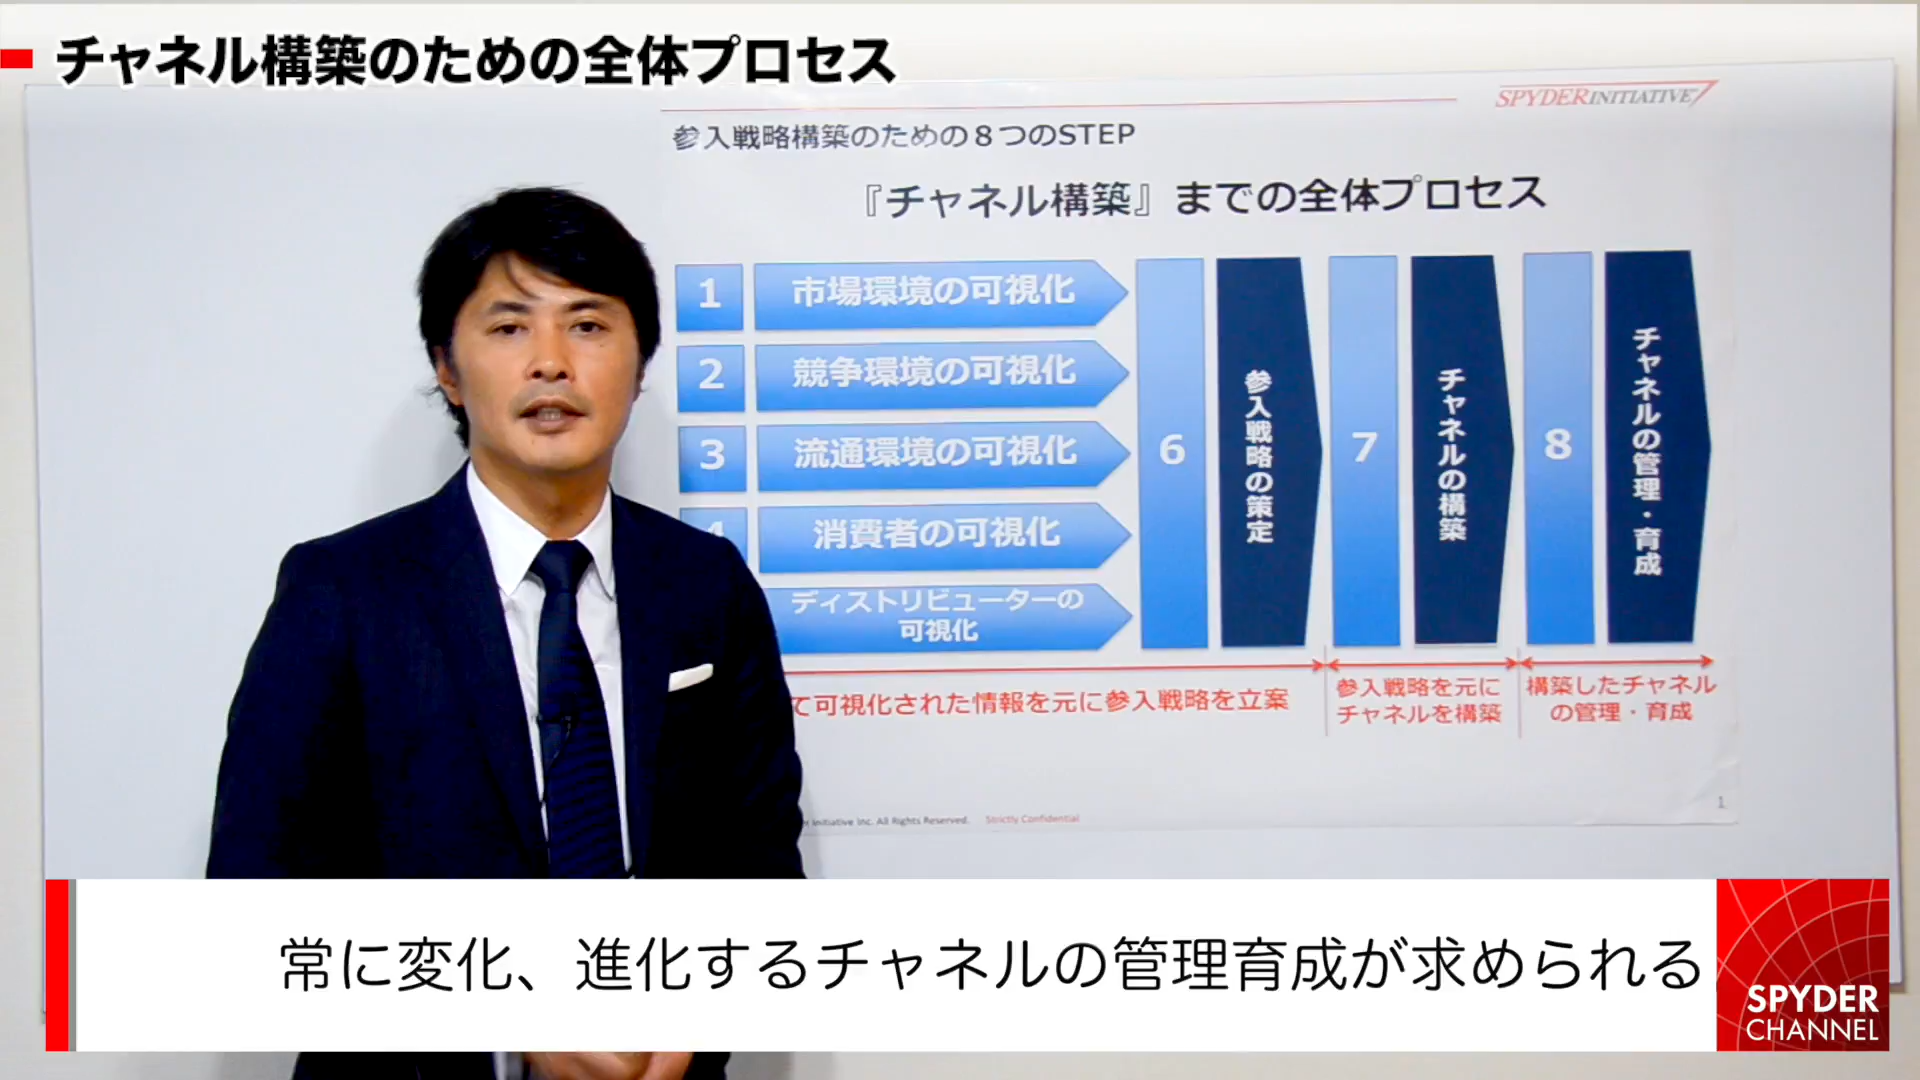 チャネル構築のための全体プロセス
SPYDERINITIATIVE
参入戦略構築のための8つのSTEP
『チャネル構築』までの全体プロセス
1
市場環境の可視化
2
競争環境の可視化
3
流通環境の可視化
4
消費者の可視化
ディストリビューターの
可視化
6
参入戦略の策定
7
チャネルの構築
8
チャネルの管理・育成
て可視化された情報を元に参入戦略を立案
参入戦略を元に
チャネルを構築
構築したチャネル
の管理・育成
Initiative Inc. All Rights Reserved. Strictly Confidential
1
常に変化、進化するチャネルの管理育成が求められる
SPYDER
CHANNEL